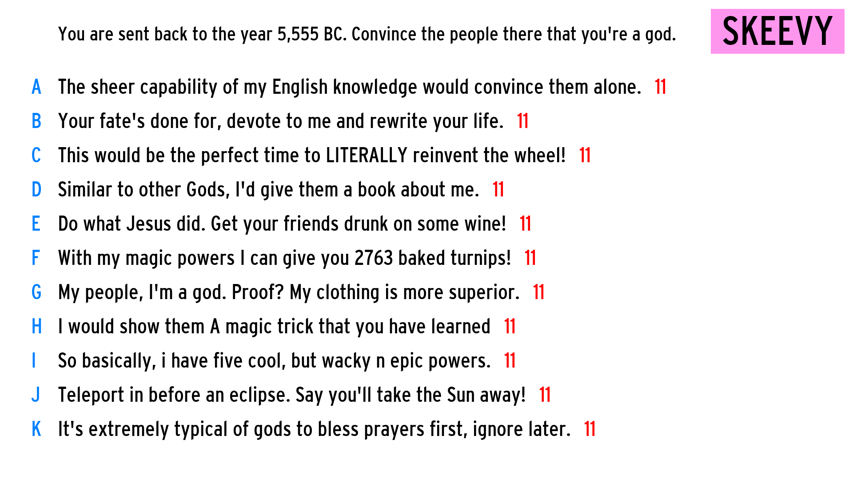 You are sent back to the year 5,555 BC. Convince the people there that you're a god.
SKEEVY
A The sheer capability of my English knowledge would convince them alone. 11
B Your fate's done for, devote to me and rewrite your life. 11
C This would be the perfect time to LITERALLY reinvent the wheel! 11
D Similar to other Gods, I'd give them a book about me. 11
E Do what Jesus did. Get your friends drunk on some wine! 11
F With my magic powers I can give you 2763 baked turnips! 11
G My people, I'm a god. Proof? My clothing is more superior. 11
H I would show them A magic trick that you have learned 11
I So basically, i have five cool, but wacky n epic powers. 11
J Teleport in before an eclipse. Say you'll take the Sun away! 11
K It's extremely typical of gods to bless prayers first, ignore later. 11